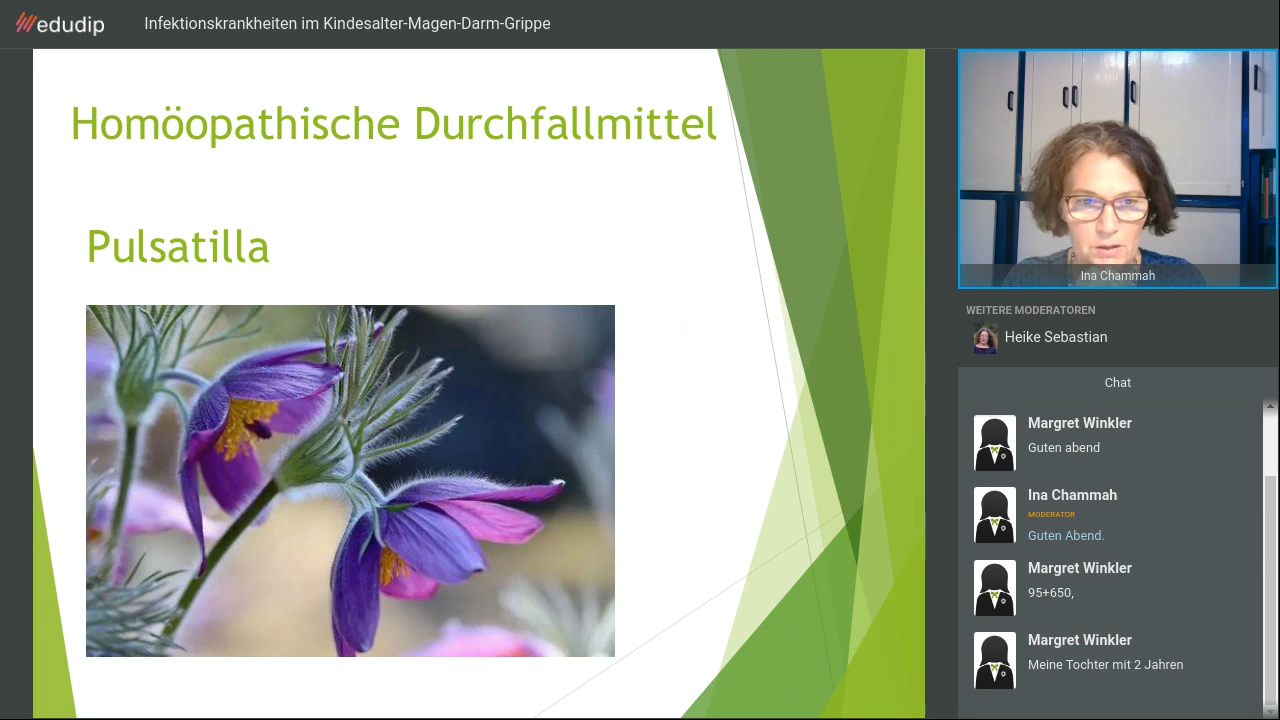 edudip
Infektionskrankheiten im Kindesalter-Magen-Darm-Grippe
Homöopathische Durchfallmittel
Pulsatilla
Ina Chammah
WEITERE MODERATOREN
Heike Sebastian
Chat
Margret Winkler
Guten abend
Ina Chammah
MODERATOR
Guten Abend.
Margret Winkler
95+650,
Margret Winkler
Meine Tochter mit 2 Jahren